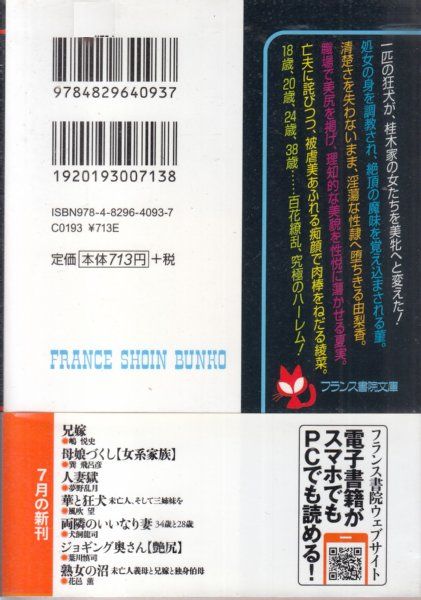 一匹の狂犬が、桂木家の女たちを美牝へと変えた!
処女の身を調教され、絶頂の魔味を覚え込まされる菫。
清楚さを失わないまま、淫蕩な性隷へ堕ちきる由梨香。
職場で美尻を掲げ、理知的な美貌を性悦に蕩かせる夏実。
亡夫に詫びつつ、被虐美あふれる痴顔で肉棒をねだる綾菜。
18歳、20歳、24歳、38歳……百花繚乱、究極のハーレム!
フランス書院文庫
9784829640937
1920193007138
ISBN978-4-8296-4093-7
C0193 ¥713E
定価 本体713円 +税
FRANCE SHOIN BUNKO
フランス書院ウェブサイト
電子書籍が
スマホでも
PCでも読める!
兄嫁
●嶋 悦史
母娘づくし【女系家族】
●巽 飛呂彦
人妻獄
●夢野乱月
華と狂犬 未亡人、そして三姉妹を
●風吹 望
両隣のいいなり妻 34歳と28歳
●犬飼龍司
ジョギング奥さん【艶尻】
●葉川慎司
熟女の沼 未亡人義母と兄嫁と独身伯母
●花邑 薫
7月の新刊